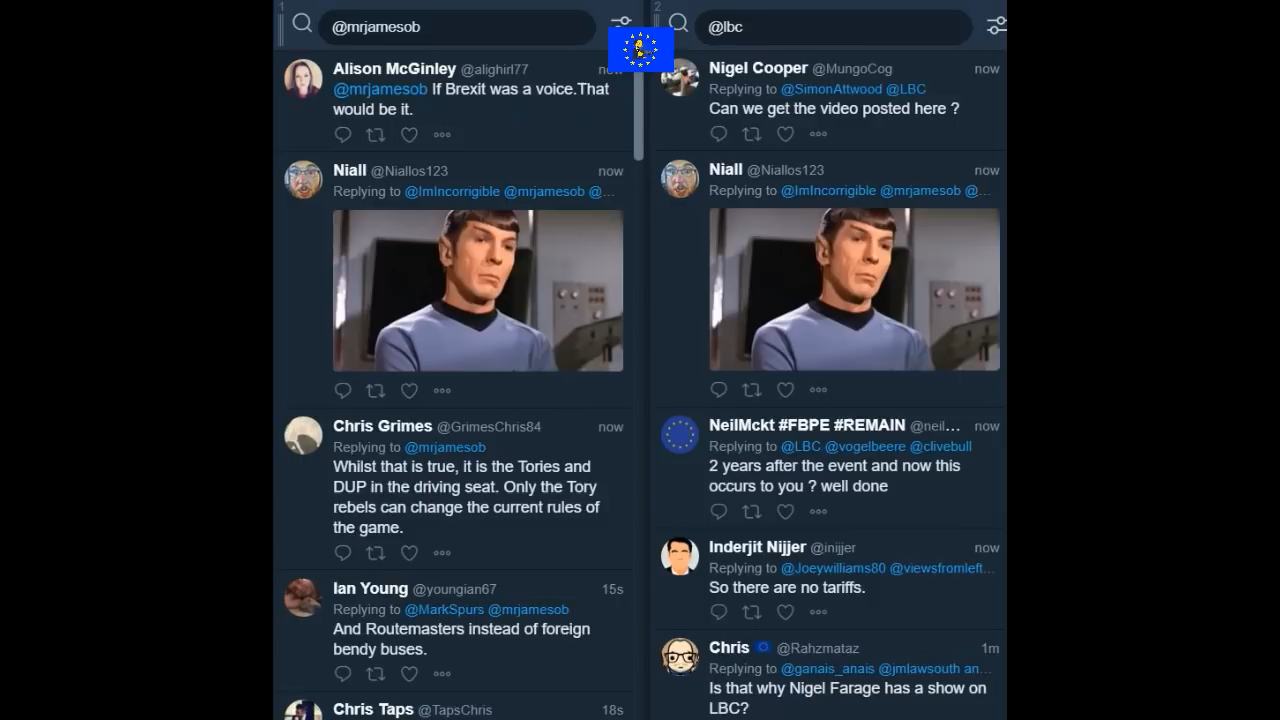 1
@mrjamesob
Alison McGinley @alighirl77 now
@mrjamesob If Brexit was a voice.That
would be it.
Niall @Niallos123 now
Replying to @ImIncorrigible @mrjamesob @...
Chris Grimes @GrimesChris84 now
Replying to @mrjamesob
Whilst that is true, it is the Tories and
DUP in the driving seat. Only the Tory
rebels can change the current rules of
the game.
Ian Young @youngian67 15s
Replying to @MarkSpurs @mrjamesob
And Routemasters instead of foreign
bendy buses.
Chris Taps @TapsChris 18s
2
@lbc
Nigel Cooper @MungoCog now
Replying to @SimonAttwood @LBC
Can we get the video posted here ?
Niall @Niallos123 now
Replying to @ImIncorrigible @mrjamesob @...
NeilMckt #FBPE #REMAIN @neil... now
Replying to @LBC @vogelbeere @clivebull
2 years after the event and now this
occurs to you ? well done
Inderjit Nijjer @inijjer now
Replying to @Joeywilliams80 @viewsfromleft...
So there are no tariffs.
Chris @Rahzmataz 1m
Replying to @ganais_anais @jmlawsouth an...
Is that why Nigel Farage has a show on
LBC?